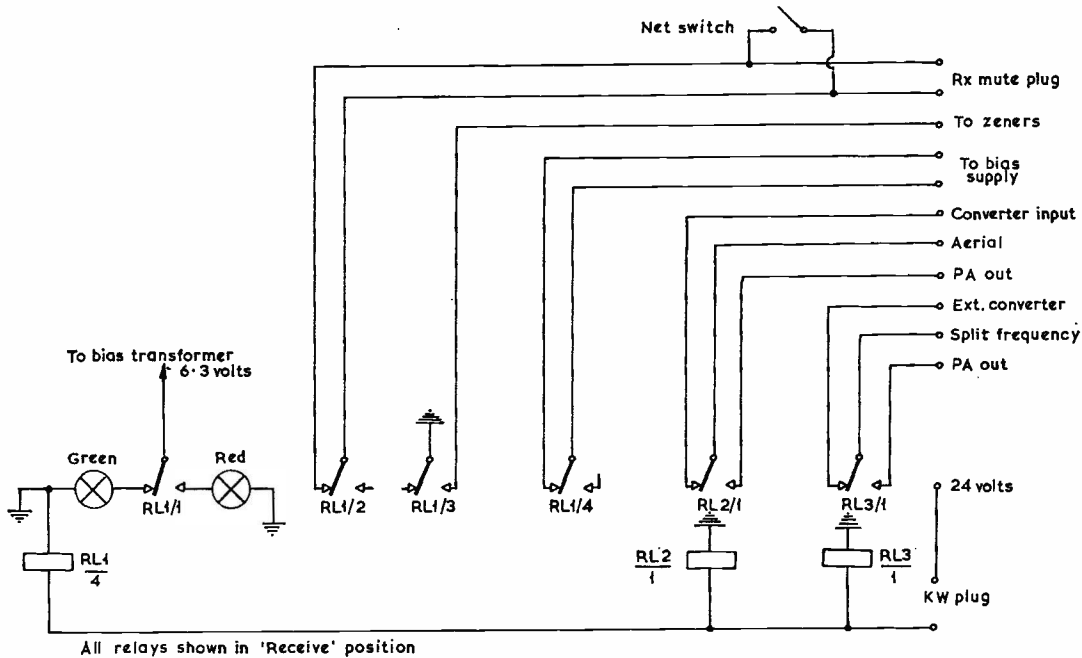 Net switch
Rx mute plug
To zeners
To bias
supply
Converter input
Aerial
PA out
Ext. converter
Split frequency
PA out
To bias transformer
6·3 volts
Green
Red
RL1/1
RL1/2
RL1/3
RL1/4
RL2/1
RL3/1
24 volts
RL1
4
RL2
1
RL3
1
KW plug
All relays shown in 'Receive' position